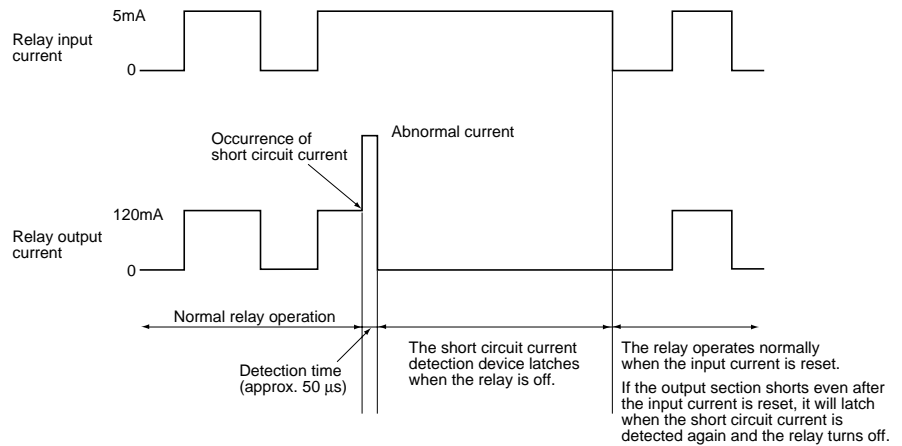 5mA
Relay input
current
0
Occurrence of
short circuit current
Abnormal current
120mA
Relay output
current
0
Normal relay operation
Detection time
(approx. 50 μs)
The short circuit current
detection device latches
when the relay is off.
The relay operates normally
when the input current is reset.
If the output section shorts even after
the input current is reset, it will latch
when the short circuit current is
detected again and the relay turns off.